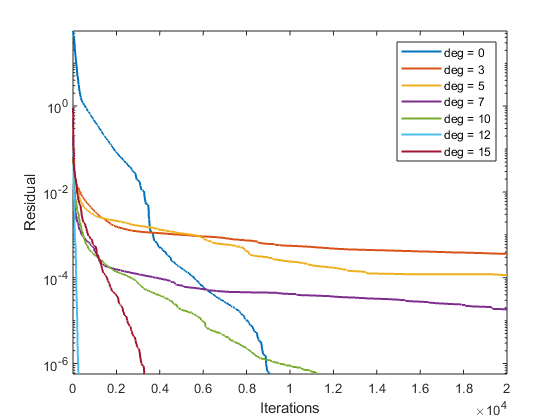 deg = 0
deg = 3
deg = 5
deg = 7
deg = 10
deg = 12
deg = 15
10^0
10^-2
10^-4
10^-6
Residual
0 0.2 0.4 0.6 0.8 1 1.2 1.4 1.6 1.8 2
Iterations
×10^4